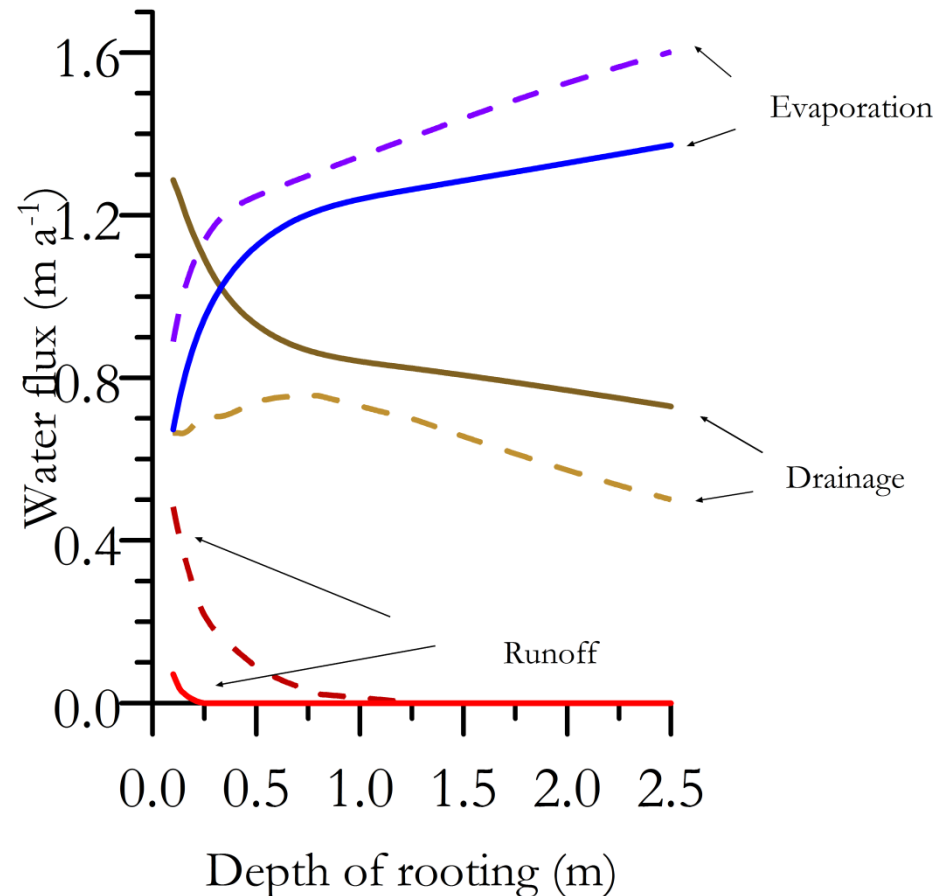 1.6
1.2
0.8
0.4
0.0
Water flux (m a⁻¹)
Evaporation
Drainage
Runoff
0.0 0.5 1.0 1.5 2.0 2.5
Depth of rooting (m)